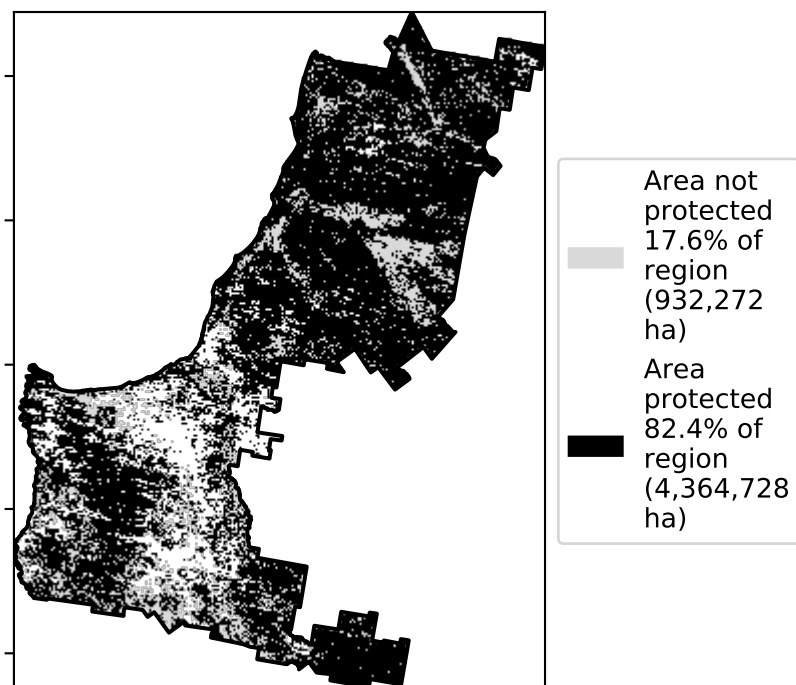 Area not
protected
17.6% of
region
(932,272
ha)
Area
protected
82.4% of
region
(4,364,728
ha)